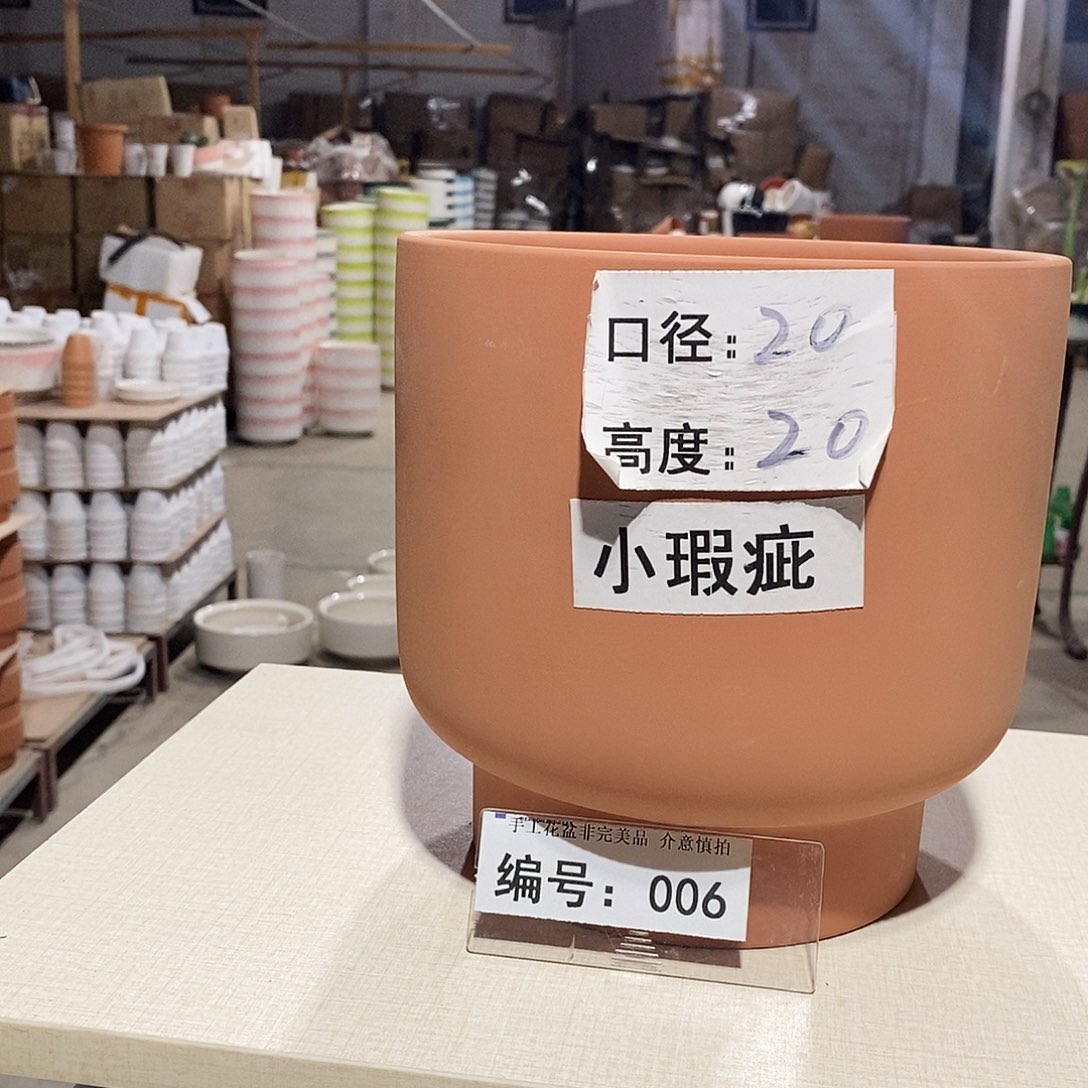 口径：20
高度：20
小瑕疵
手工花盆非完美品 介意慎拍
编号：006